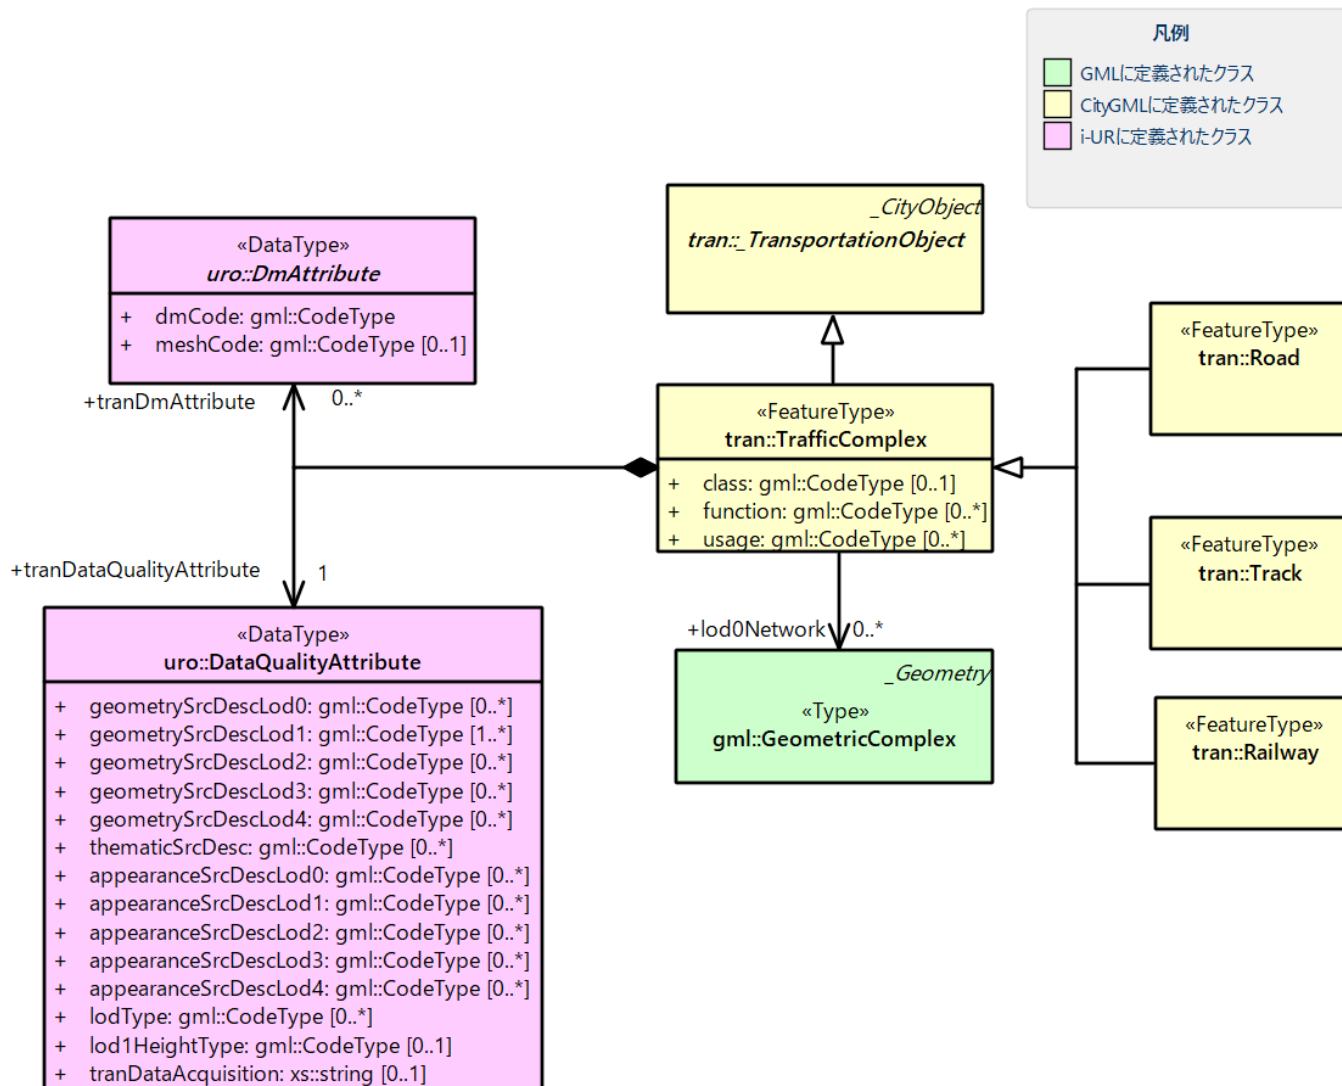 凡例
GMLに定義されたクラス
CityGMLに定義されたクラス
i-URに定義されたクラス
_CityObject
tran::_TransportationObject
«DataType»
uro::DmAttribute
+ dmCode: gml::CodeType
+ meshCode: gml::CodeType [0..1]
+tranDmAttribute
0..*
«FeatureType»
tran::TrafficComplex
+ class: gml::CodeType [0..1]
+ function: gml::CodeType [0..*]
+ usage: gml::CodeType [0..*]
«FeatureType»
tran::Road
«FeatureType»
tran::Track
«FeatureType»
tran::Railway
+lod0Network
0..*
_Geometry
«Type»
gml::GeometricComplex
+tranDataQualityAttribute
1
«DataType»
uro::DataQualityAttribute
+ geometrySrcDescLod0: gml::CodeType [0..*]
+ geometrySrcDescLod1: gml::CodeType [1..*]
+ geometrySrcDescLod2: gml::CodeType [0..*]
+ geometrySrcDescLod3: gml::CodeType [0..*]
+ geometrySrcDescLod4: gml::CodeType [0..*]
+ thematicSrcDesc: gml::CodeType [0..*]
+ appearanceSrcDescLod0: gml::CodeType [0..*]
+ appearanceSrcDescLod1: gml::CodeType [0..*]
+ appearanceSrcDescLod2: gml::CodeType [0..*]
+ appearanceSrcDescLod3: gml::CodeType [0..*]
+ appearanceSrcDescLod4: gml::CodeType [0..*]
+ lodType: gml::CodeType [0..*]
+ lod1HeightType: gml::CodeType [0..1]
+ tranDataAcquisition: xs::string [0..1]